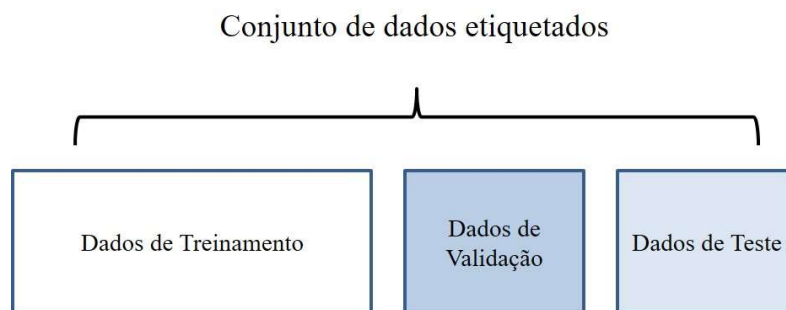 Conjunto de dados etiquetados
Dados de Treinamento
Dados de
Validação
Dados de Teste